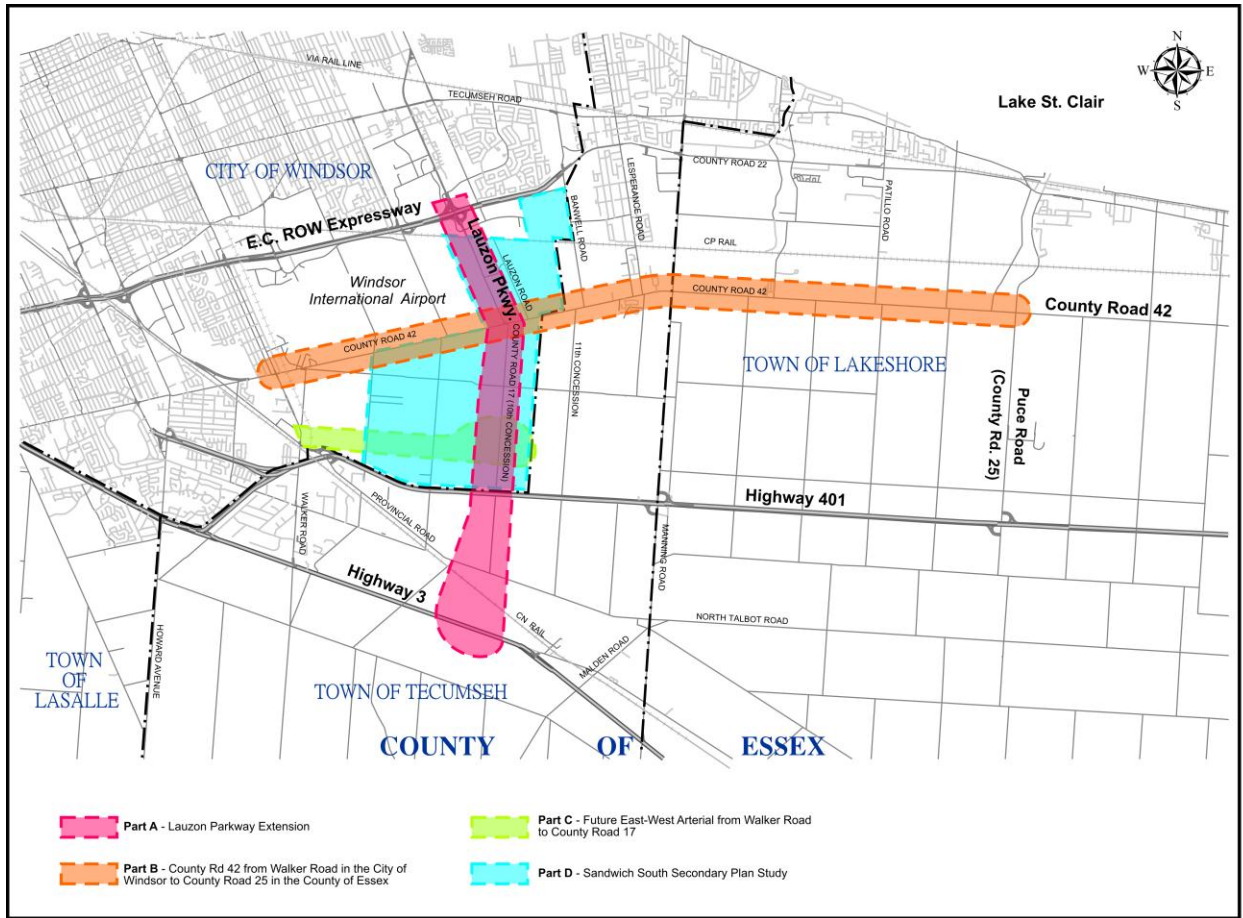 N
W
E
S
VIA RAIL LINE
TECUMSEH ROAD
Lake St. Clair
CITY OF WINDSOR
COUNTY ROAD 22
LESPERANCE ROAD
PATILLO ROAD
BANWELL ROAD
E.C. ROW Expressway
Lauzon Pkwy.
LAUZON ROAD
CP RAIL
Windsor
International Airport
COUNTY ROAD 42
County Road 42
COUNTY ROAD 42
COUNTY ROAD 17 (10th CONCESSION)
11th CONCESSION
TOWN OF LAKESHORE
Puce Road
(County Rd. 25)
Highway 401
WALKER ROAD
PROVINCIAL ROAD
MANNING ROAD
Highway 3
CN RAIL
NORTH TALBOT ROAD
MALDEN ROAD
HOWARD AVENUE
TOWN
OF
LASALLE
TOWN OF TECUMSEH
COUNTY OF ESSEX
Part A - Lauzon Parkway Extension
Part B - County Rd 42 from Walker Road in the City of
Windsor to County Road 25 in the County of Essex
Part C - Future East-West Arterial from Walker Road
to County Road 17
Part D - Sandwich South Secondary Plan Study